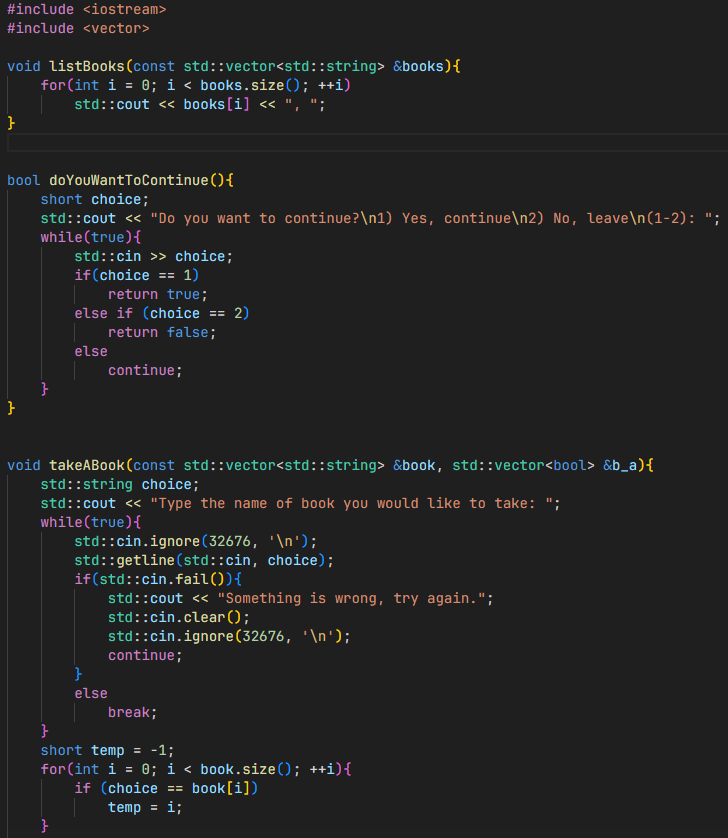 #include <iostream>
#include <vector>

void listBooks(const std::vector<std::string> &books){
    for(int i = 0; i < books.size(); ++i)
        std::cout << books[i] << ", ";
}

bool doYouWantToContinue(){
    short choice;
    std::cout << "Do you want to continue?\n1) Yes, continue\n2) No, leave\n(1-2): ";
    while(true){
        std::cin >> choice;
        if(choice == 1)
            return true;
        else if (choice == 2)
            return false;
        else
            continue;
    }
}


void takeABook(const std::vector<std::string> &book, std::vector<bool> &b_a){
    std::string choice;
    std::cout << "Type the name of book you would like to take: ";
    while(true){
        std::cin.ignore(32676, '\n');
        std::getline(std::cin, choice);
        if(std::cin.fail()){
            std::cout << "Something is wrong, try again.";
            std::cin.clear();
            std::cin.ignore(32676, '\n');
            continue;
        }
        else
            break;
    }
    short temp = -1;
    for(int i = 0; i < book.size(); ++i){
        if (choice == book[i])
            temp = i;
    }